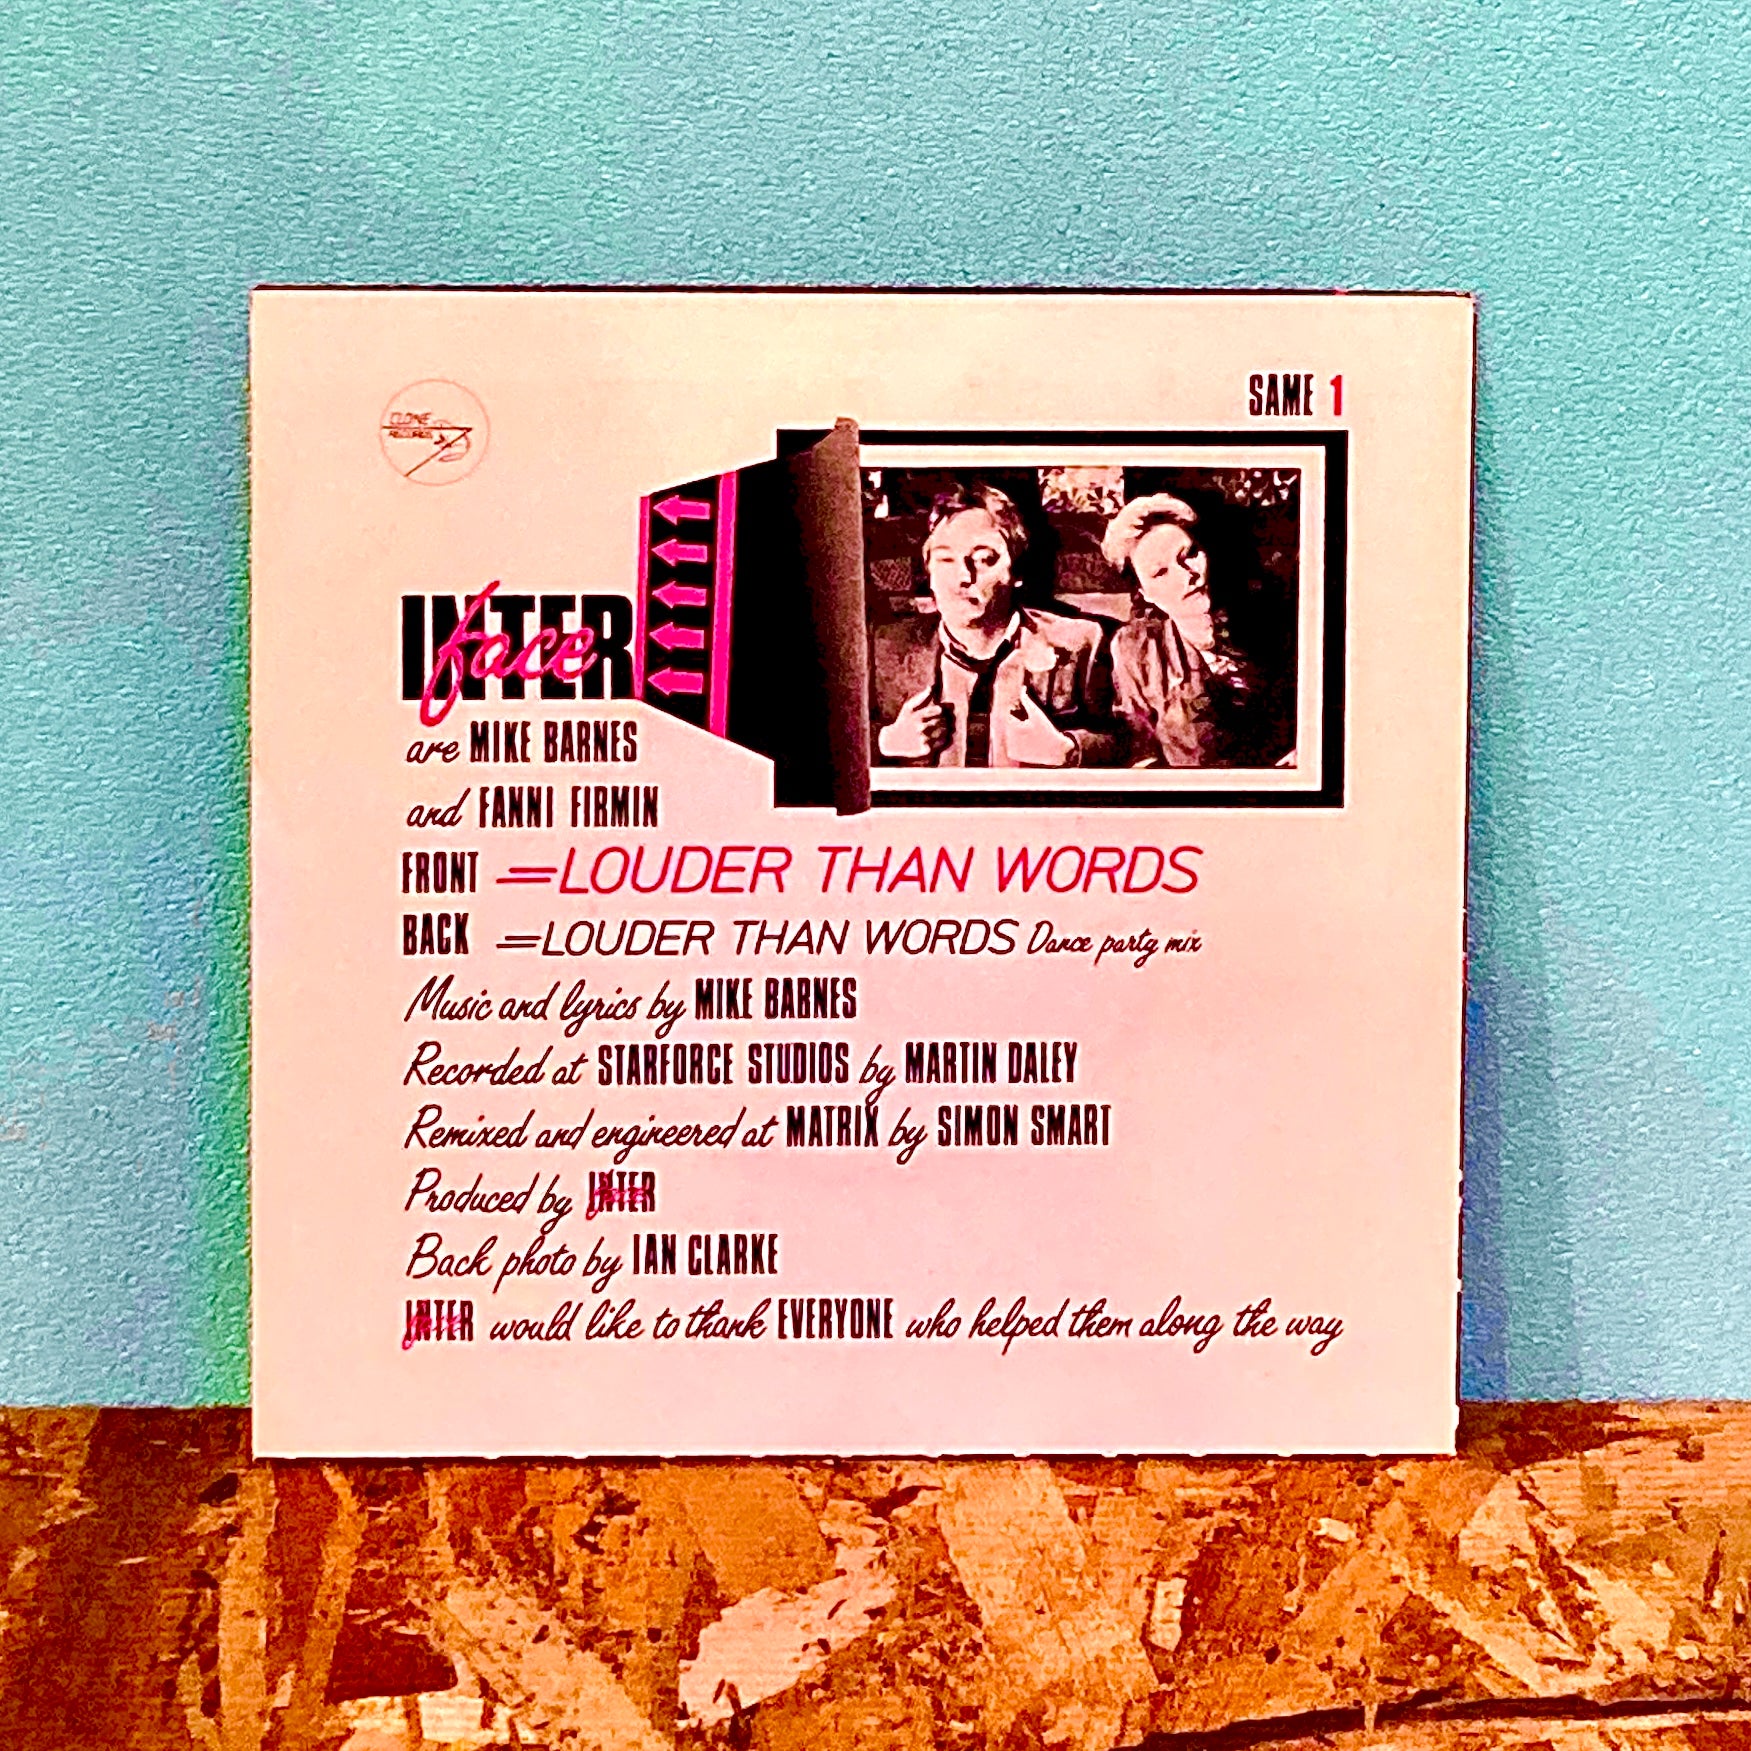 SAME 1
CLONE
RECORDS
INTER
face
are MIKE BARNES
and FANNI FIRMIN
FRONT =LOUDER THAN WORDS
BACK =LOUDER THAN WORDS Dance party mix
Music and lyrics by MIKE BARNES
Recorded at STARFORCE STUDIOS by MARTIN DALEY
Remixed and engineered at MATRIX by SIMON SMART
Produced by INTER face
Back photo by IAN CLARKE
INTER face would like to thank EVERYONE who helped them along the way